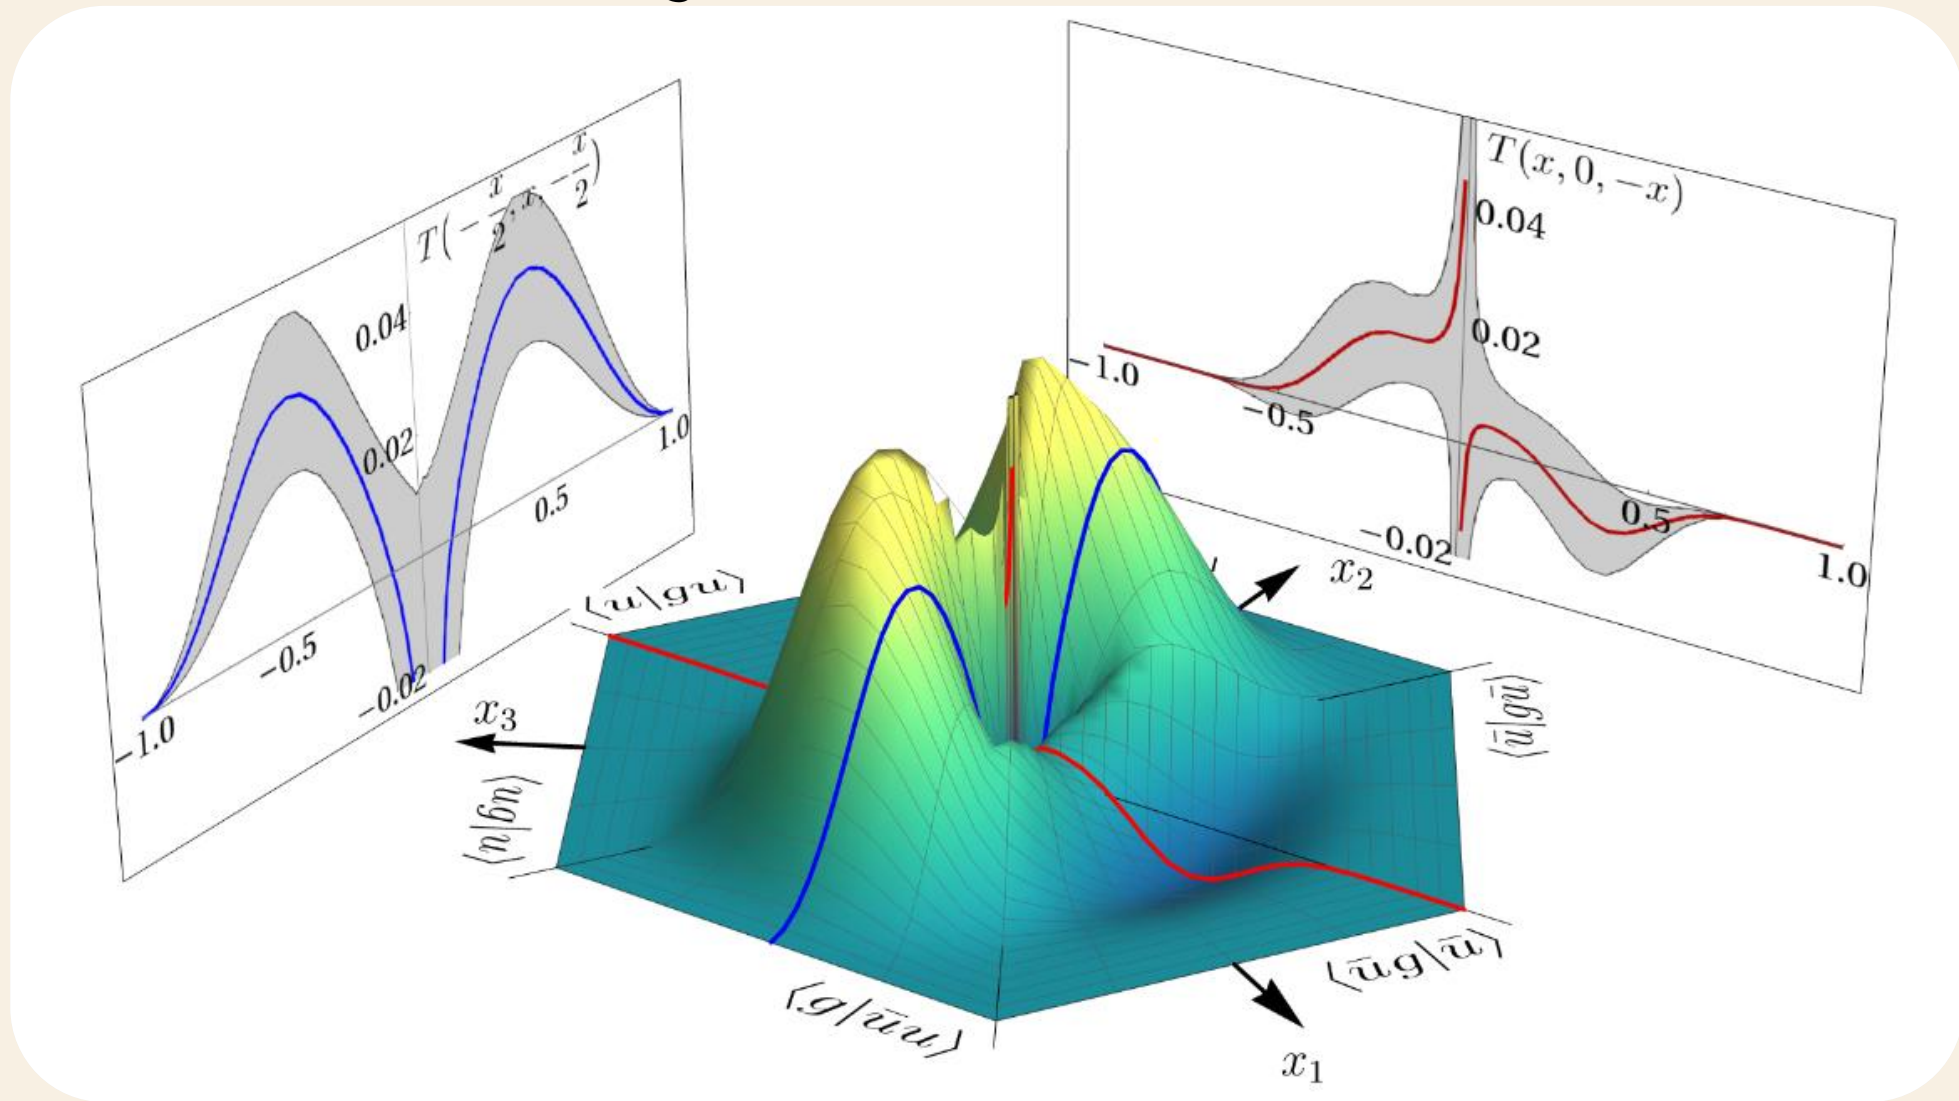 T(−x/2, x, −x/2)
0.04
0.02
−0.02
−1.0
−0.5
0.5
1.0
T(x, 0, −x)
0.04
0.02
−0.02
−1.0
−0.5
0.5
1.0
⟨u|gu⟩
x₂
⟨ū|gū⟩
x₃
⟨ug|u⟩
⟨ūg|ū⟩
⟨g|ūu⟩
x₁